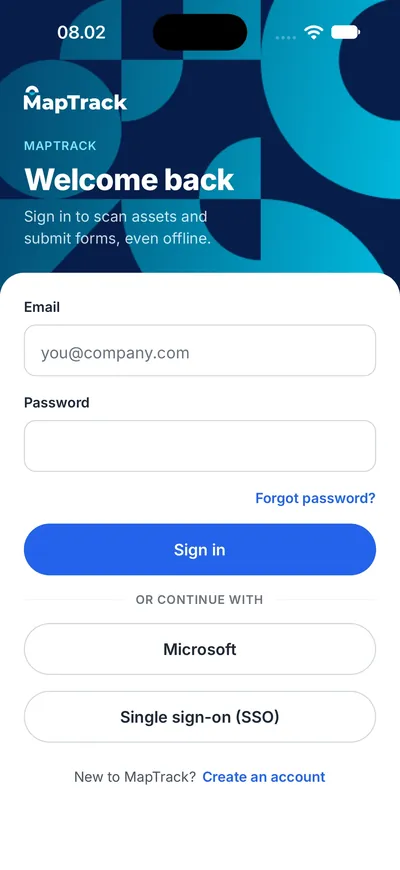 08.02
MapTrack
MAPTRACK
Welcome back
Sign in to scan assets and
submit forms, even offline.
Email
you@company.com
Password
Forgot password?
Sign in
OR CONTINUE WITH
Microsoft
Single sign-on (SSO)
New to MapTrack? Create an account